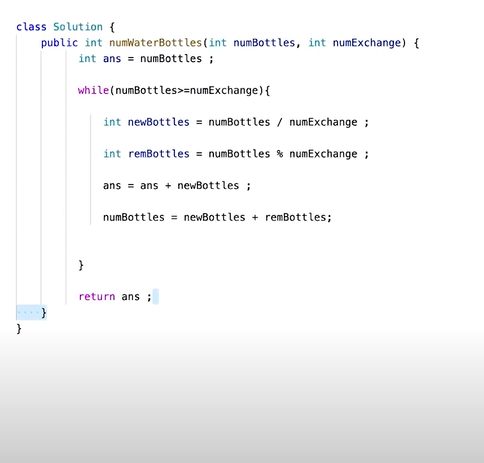 class Solution {
    public int numWaterBottles(int numBottles, int numExchange) {
        int ans = numBottles ;
        while(numBottles>=numExchange){
            int newBottles = numBottles / numExchange ;
            int remBottles = numBottles % numExchange ;
            ans = ans + newBottles ;
            numBottles = newBottles + remBottles;
        }
        return ans ;
    }
}